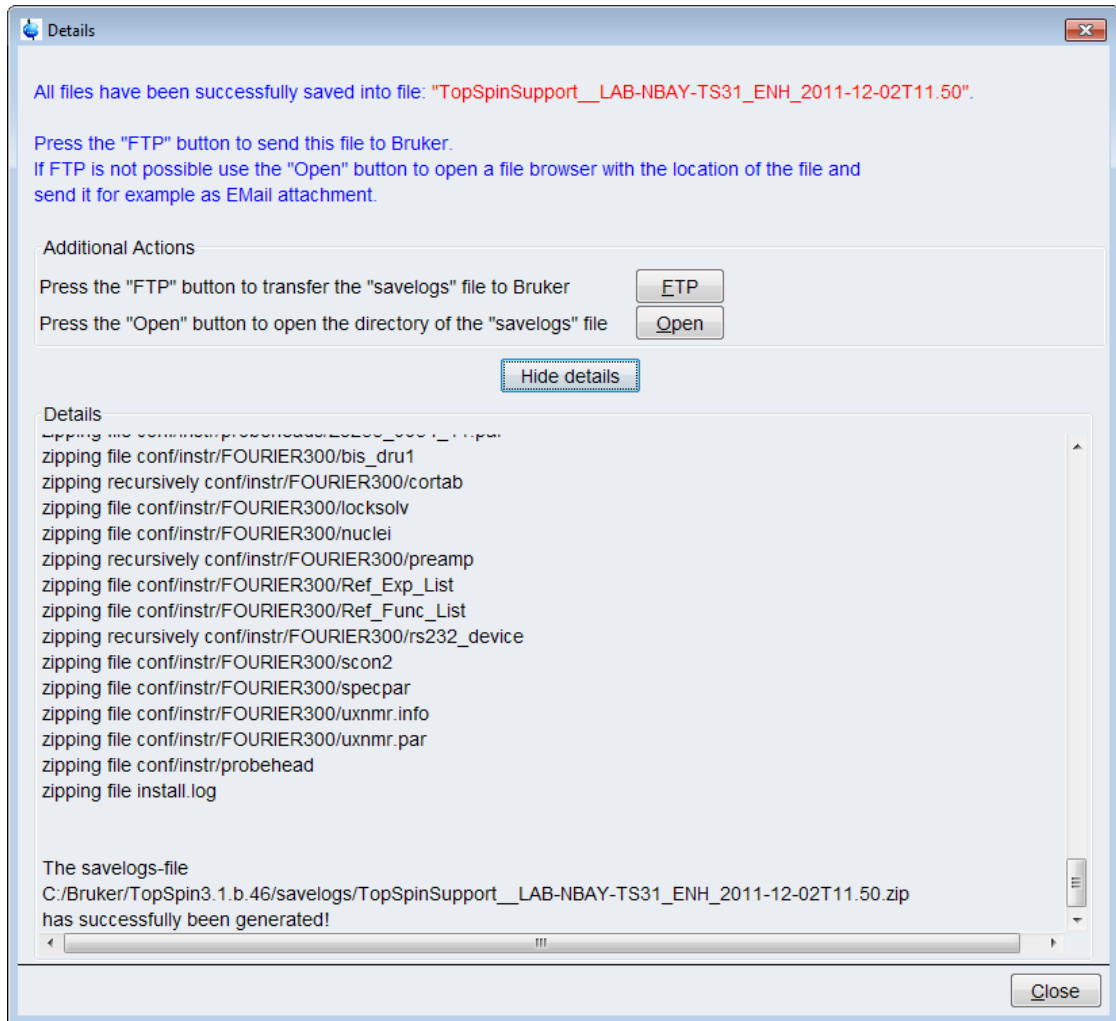 Details
All files have been successfully saved into file: "TopSpinSupport__LAB-NBAY-TS31_ENH_2011-12-02T11.50".
Press the "FTP" button to send this file to Bruker.
If FTP is not possible use the "Open" button to open a file browser with the location of the file and
send it for example as EMail attachment.
Additional Actions
Press the "FTP" button to transfer the "savelogs" file to Bruker
FTP
Press the "Open" button to open the directory of the "savelogs" file
Open
Hide details
Details
zipping file
zipping file conf/instr/FOURIER300/bis_dru1
zipping recursively conf/instr/FOURIER300/cortab
zipping file conf/instr/FOURIER300/locksolv
zipping file conf/instr/FOURIER300/nuclei
zipping recursively conf/instr/FOURIER300/preamp
zipping file conf/instr/FOURIER300/Ref_Exp_List
zipping file conf/instr/FOURIER300/Ref_Func_List
zipping recursively conf/instr/FOURIER300/rs232_device
zipping file conf/instr/FOURIER300/scon2
zipping file conf/instr/FOURIER300/specpar
zipping file conf/instr/FOURIER300/uxnmr.info
zipping file conf/instr/FOURIER300/uxnmr.par
zipping file conf/instr/probehead
zipping file install.log
The savelogs-file
C:/Bruker/TopSpin3.1.b.46/savelogs/TopSpinSupport__LAB-NBAY-TS31_ENH_2011-12-02T11.50.zip
has successfully been generated!
Close